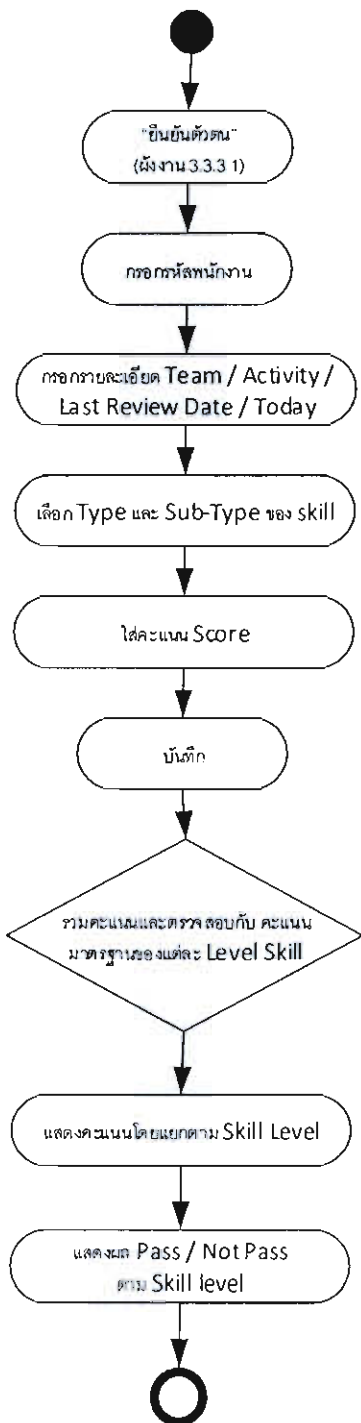 "ยืนยันตัวตน"
(ผังงาน 3.3.3 1)
กรอกรหัสพนักงาน
กรอกรายละเอียด Team / Activity /
Last Review Date / Today
เลือก Type และ Sub-Type ของ skill
ใส่คะแนน Score
บันทึก
รวมคะแนนและตรวจสอบกับ คะแนน
มาตรฐานของแต่ละ Level Skill
แสดงคะแนนโดยแยกตาม Skill Level
แสดงผล Pass / Not Pass
ตาม Skill level